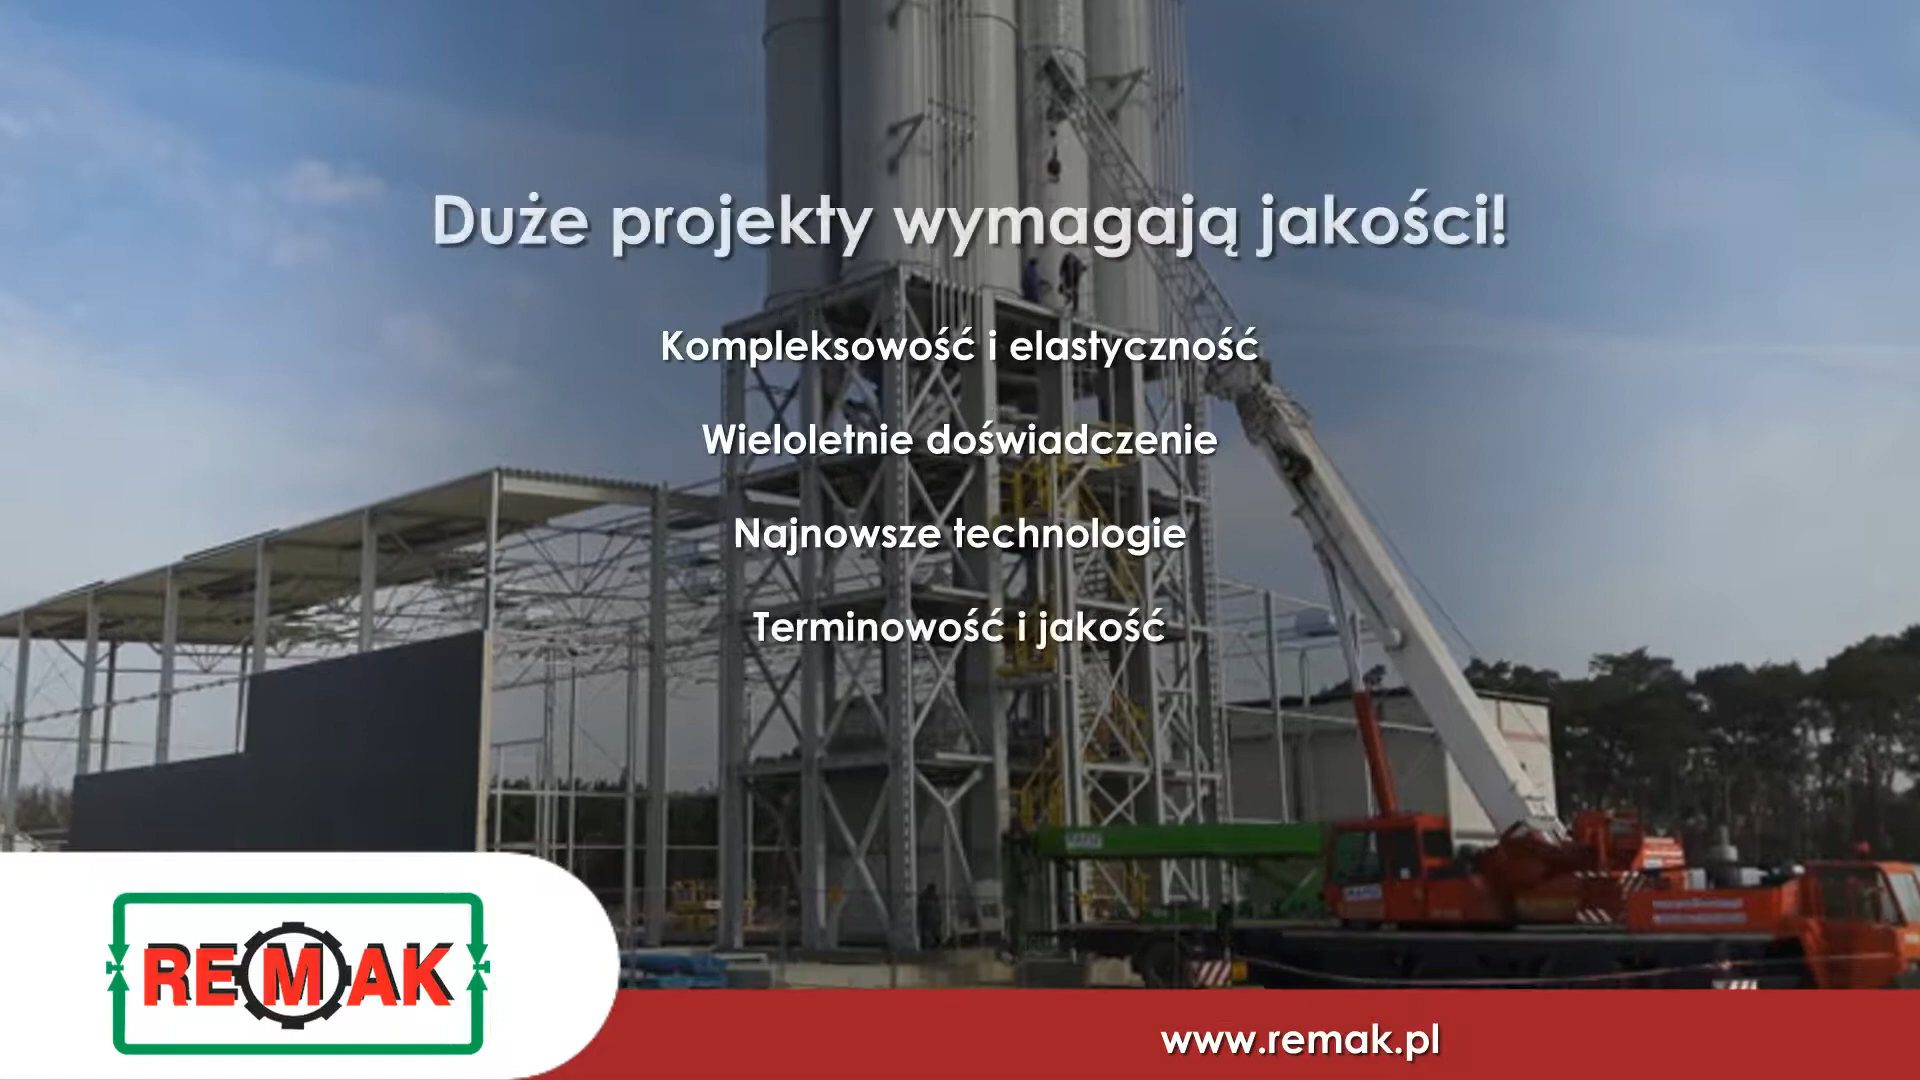 Duże projekty wymagają jakości!
Kompleksowość i elastyczność
Wieloletnie doświadczenie
Najnowsze technologie
Terminowość i jakość
REMAK
www.remak.pl